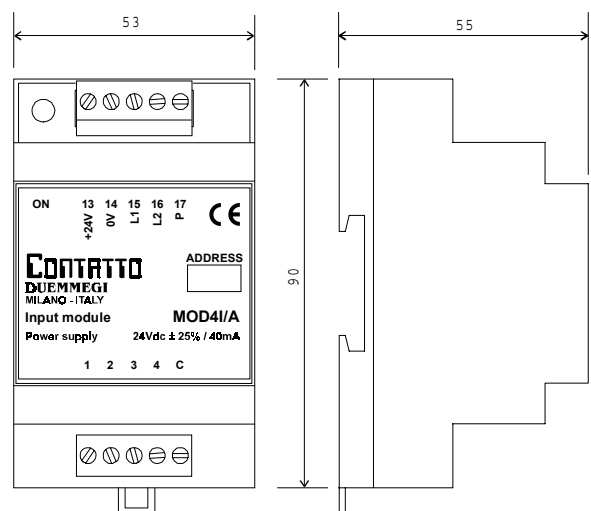 53
55
90
ON 13 14 15 16 17
+24V 0V L1 L2 P CE
CONTATTO ADDRESS
DUEMMEGI
MILANO - ITALY
Input module MOD4I/A
Power supply 24Vdc ± 25% / 40mA
1 2 3 4 C